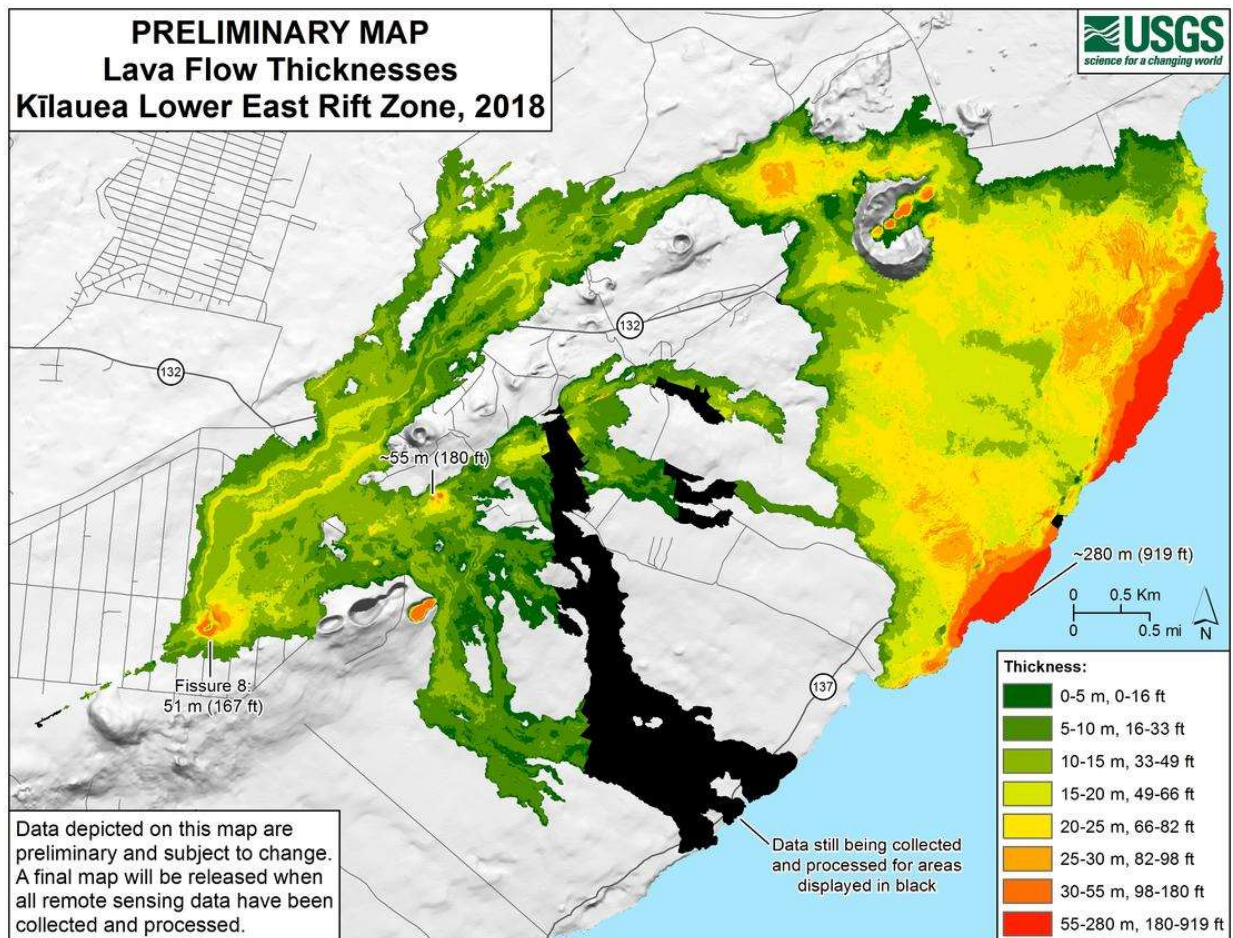 PRELIMINARY MAP
Lava Flow Thicknesses
Kīlauea Lower East Rift Zone, 2018
USGS
science for a changing world
132
132
~55 m (180 ft)
~280 m (919 ft)
0 0.5 Km
0 0.5 mi
N
Fissure 8:
51 m (167 ft)
137
Thickness:
0-5 m, 0-16 ft
5-10 m, 16-33 ft
10-15 m, 33-49 ft
15-20 m, 49-66 ft
20-25 m, 66-82 ft
25-30 m, 82-98 ft
30-55 m, 98-180 ft
55-280 m, 180-919 ft
Data still being collected
and processed for areas
displayed in black
Data depicted on this map are
preliminary and subject to change.
A final map will be released when
all remote sensing data have been
collected and processed.